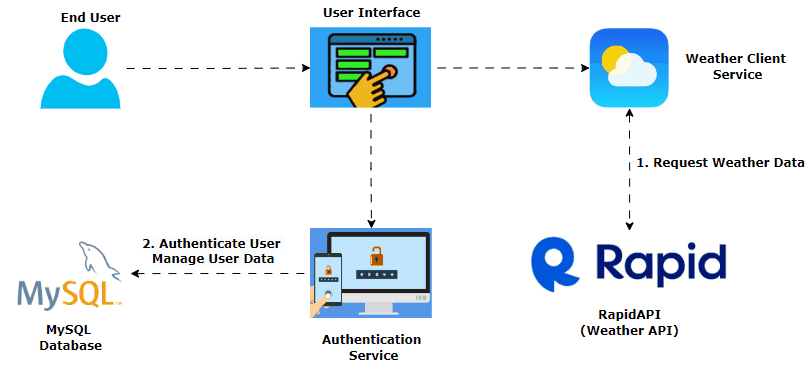 End User
User Interface
Weather Client
Service
1. Request Weather Data
2. Authenticate User
Manage User Data
MySQL
TM
Rapid
MySQL
Database
Authentication
Service
RapidAPI
(Weather API)